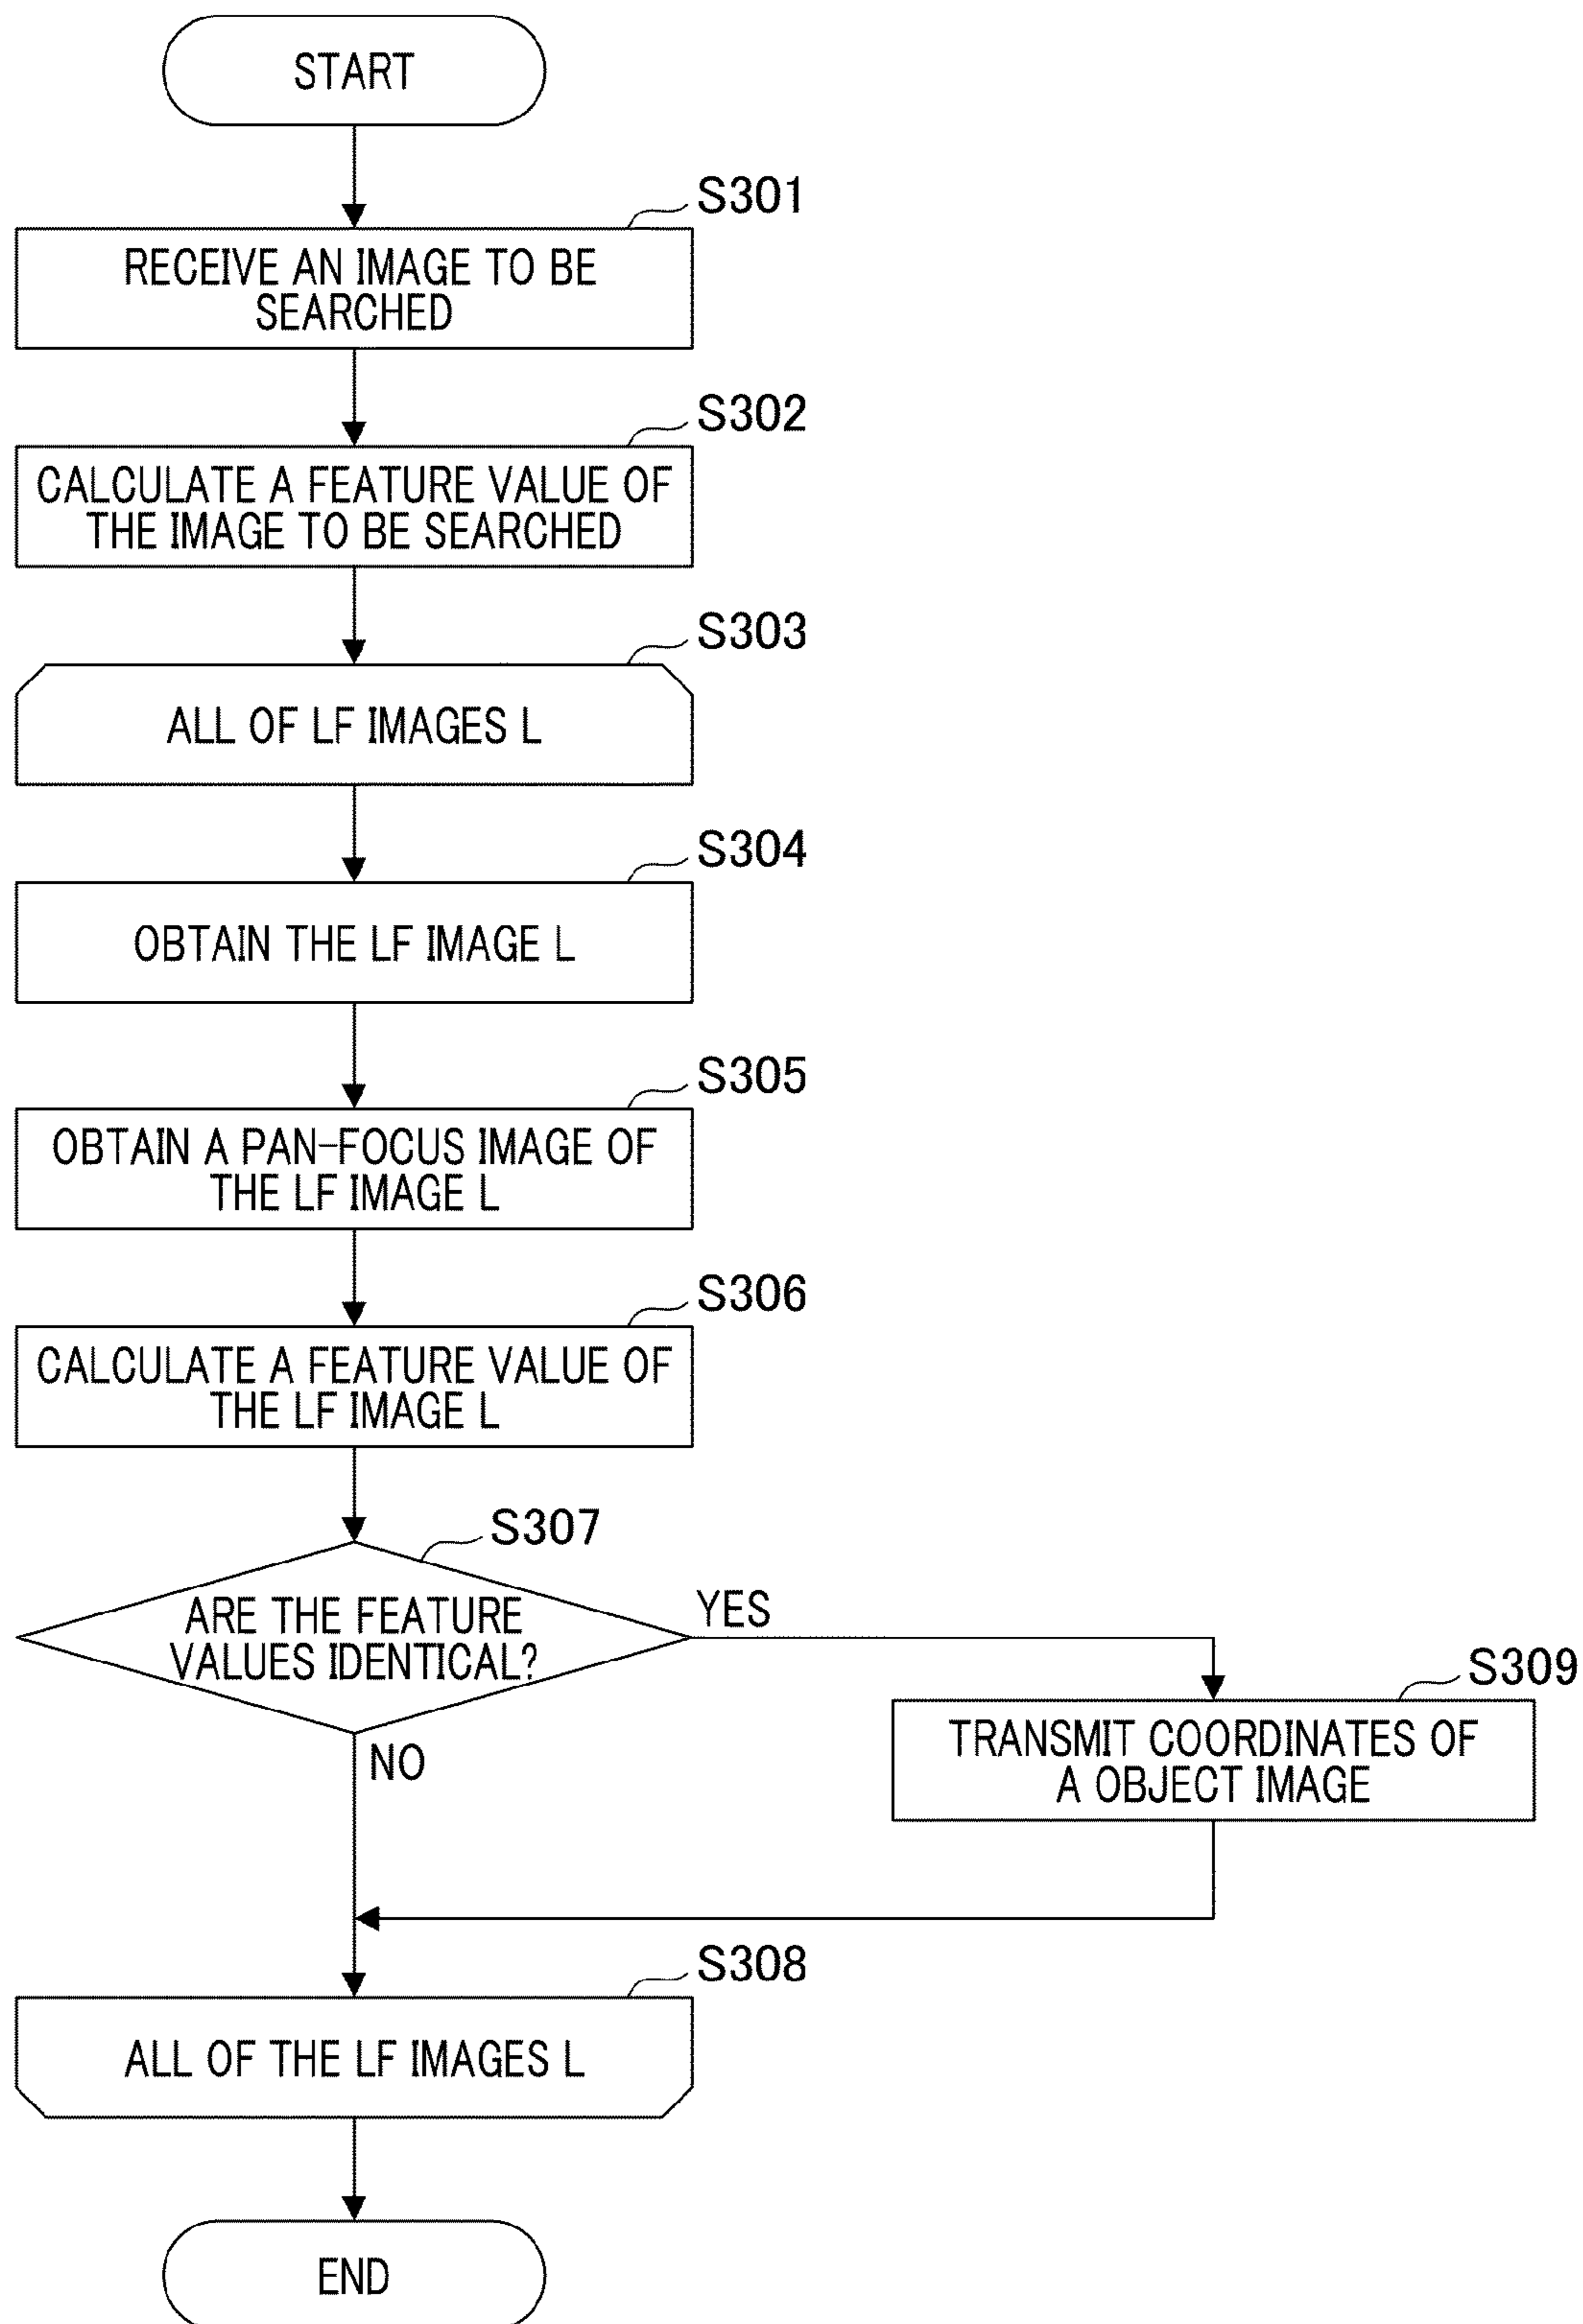 START
S301
RECEIVE AN IMAGE TO BE
SEARCHED
S302
CALCULATE A FEATURE VALUE OF
THE IMAGE TO BE SEARCHED
S303
ALL OF LF IMAGES L
S304
OBTAIN THE LF IMAGE L
S305
OBTAIN A PAN-FOCUS IMAGE OF
THE LF IMAGE L
S306
CALCULATE A FEATURE VALUE OF
THE LF IMAGE L
S307
ARE THE FEATURE
VALUES IDENTICAL?
YES
NO
S309
TRANSMIT COORDINATES OF
A OBJECT IMAGE
S308
ALL OF THE LF IMAGES L
END